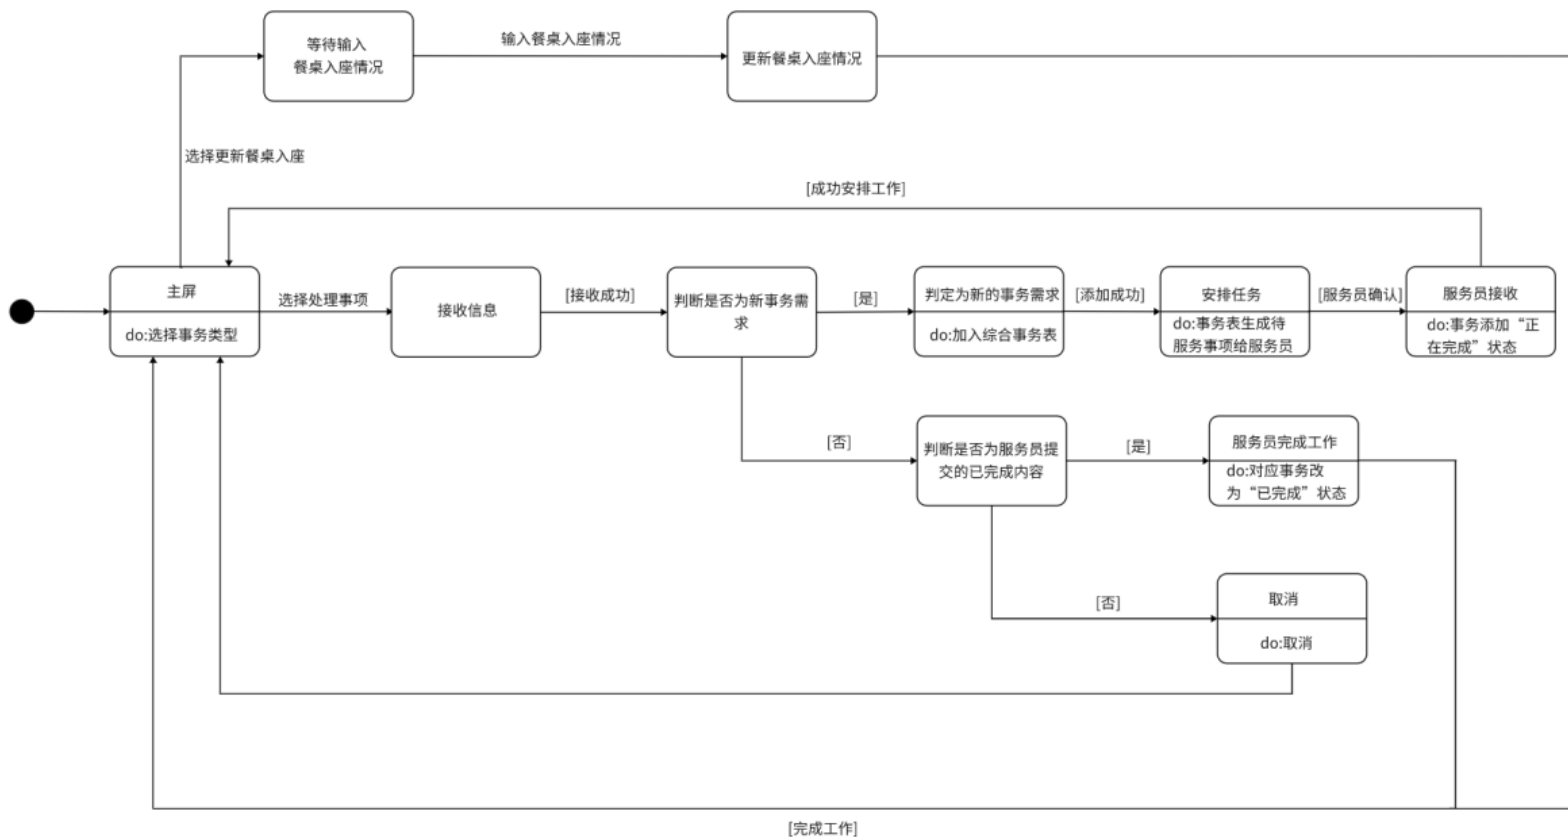 等待输入
餐桌入座情况
输入餐桌入座情况
更新餐桌入座情况
选择更新餐桌入座
[成功安排工作]
主屏
do:选择事务类型
选择处理事项
接收信息
[接收成功]
判断是否为新事务需
求
[是]
判定为新的事务需求
do:加入综合事务表
[添加成功]
安排任务
do:事务表生成待
服务事项给服务员
[服务员确认]
服务员接收
do:事务添加“正
在完成”状态
[否]
判断是否为服务员提
交的已完成内容
[是]
服务员完成工作
do:对应事务改
为“已完成”状态
[否]
取消
do:取消
[完成工作]